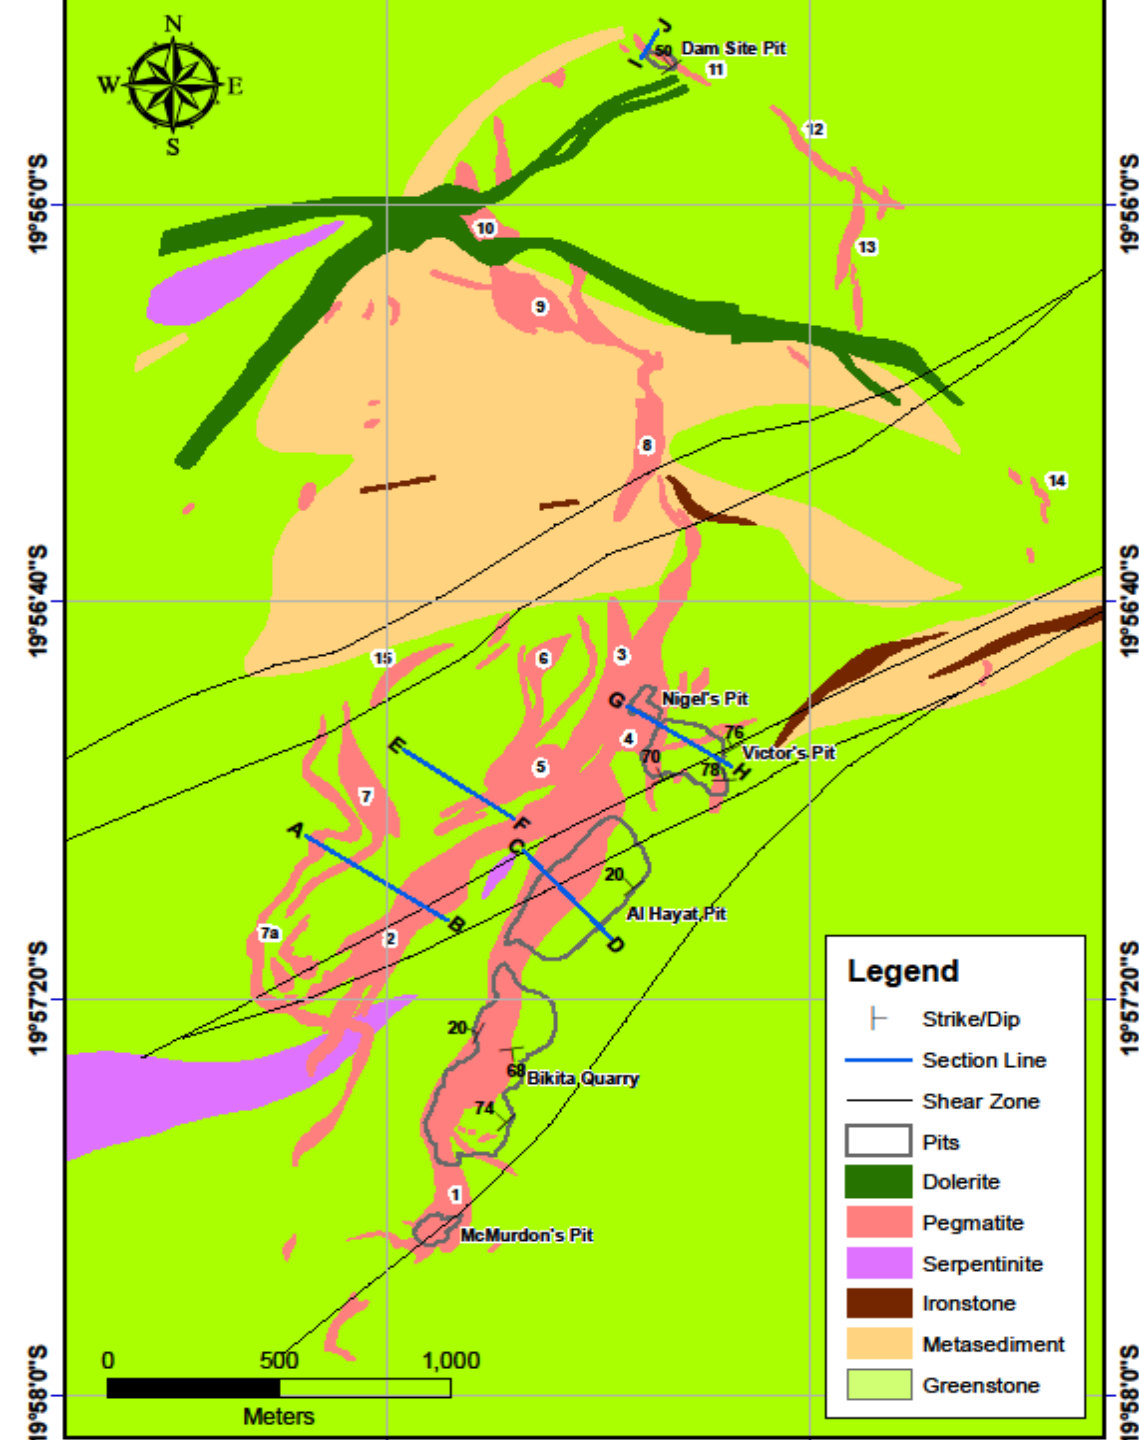 N
W E
S
J
50
I
Dam Site Pit
11
12
19°56'0"S
19°56'0"S
10
13
9
8
14
19°56'40"S
19°56'40"S
15
6
3
G
Nigel's Pit
4
76
Victor's Pit
70
78
H
E
5
7
A
F
C
20
Al Hayat Pit
B
D
7a
2
19°57'20"S
19°57'20"S
20
68
Bikita Quarry
74
1
McMurdon's Pit
Legend
Strike/Dip
Section Line
Shear Zone
Pits
Dolerite
Pegmatite
Serpentinite
Ironstone
Metasediment
Greenstone
0 500 1,000
Meters
19°58'0"S
19°58'0"S